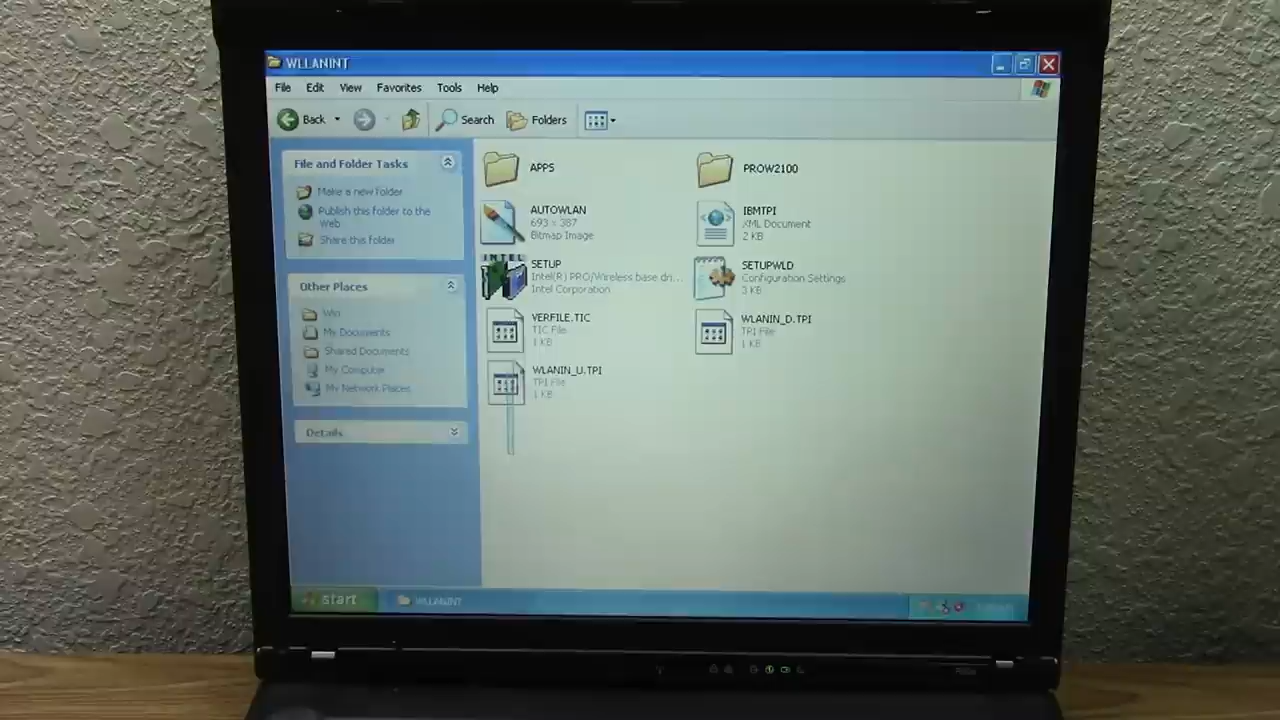 WLLANINT
File Edit View Favorites Tools Help
Back Search Folders
File and Folder Tasks
Make a new folder
Publish this folder to the
web
Share this folder
Other Places
Win
My Documents
Shared Documents
My Computer
My Network Places
Details
APPS
PROW2100
AUTOWLAN
693 x 387
Bitmap Image
IBMTPI
XML Document
2 KB
INTEL
SETUP
Intel(R) PRO/Wireless base dri...
Intel Corporation
SETUPWLD
Configuration Settings
3 KB
VERFILE.TIC
TIC File
1 KB
WLANIN_D.TPI
TPI File
1 KB
WLANIN_U.TPI
TPI File
1 KB
start WLLANINT